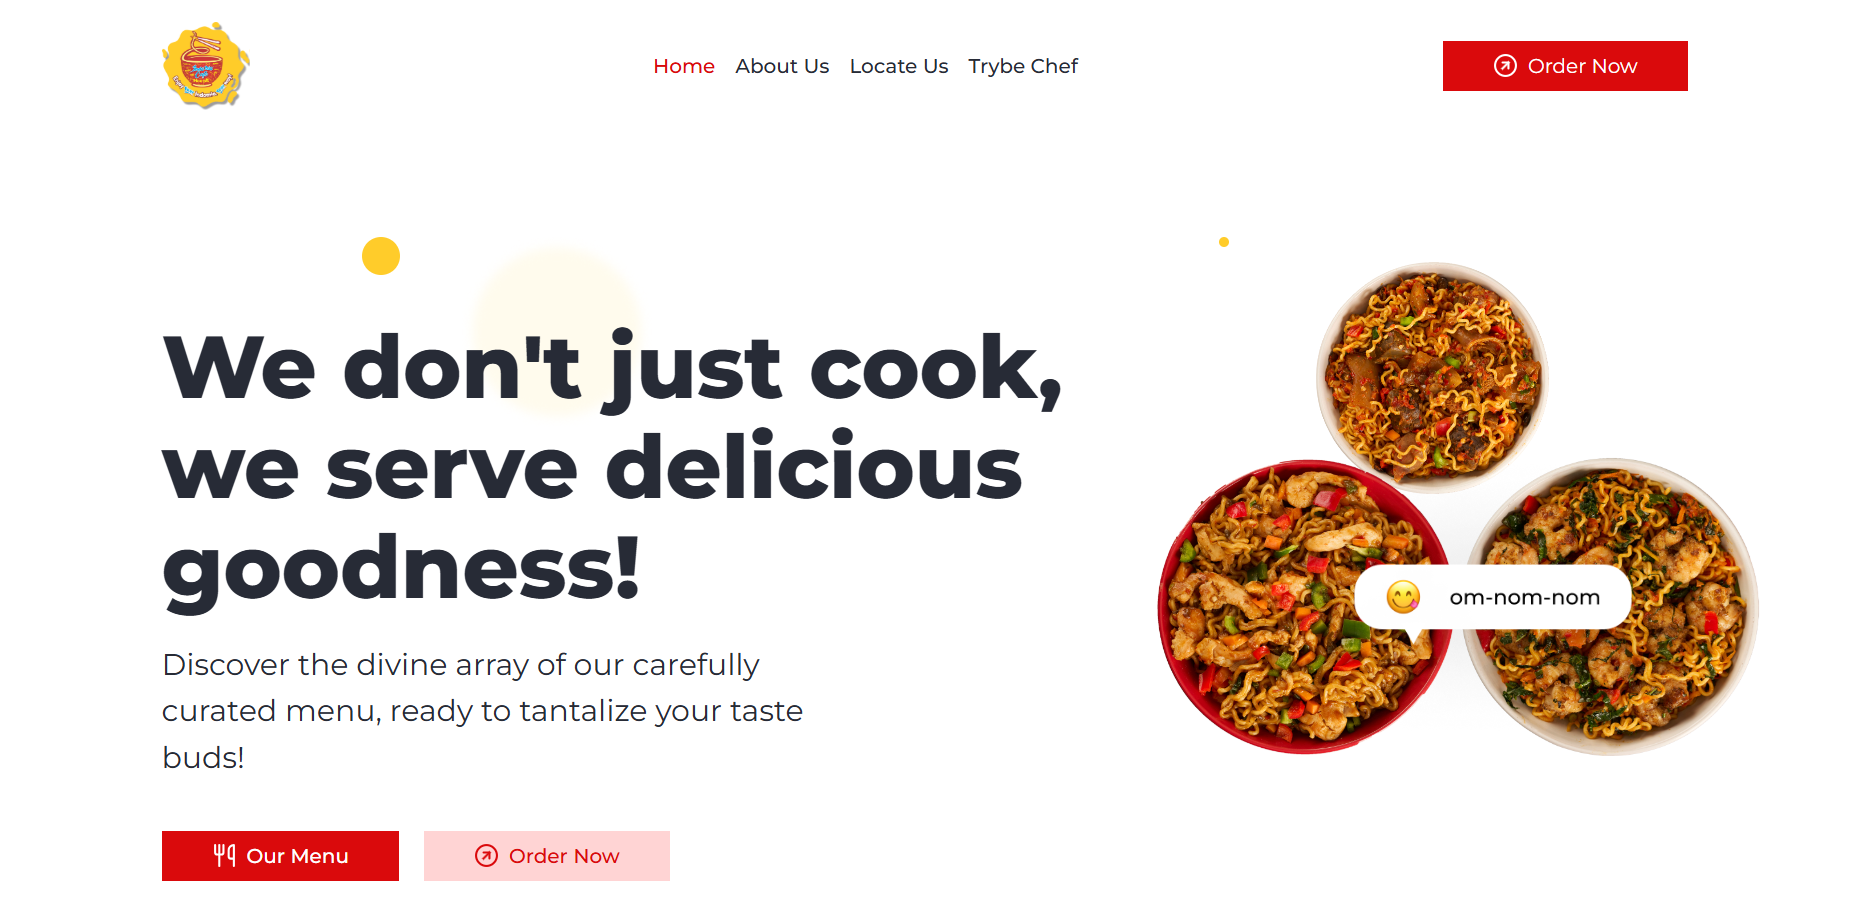 Home About Us Locate Us Trybe Chef
Order Now
We don't just cook,
we serve delicious
goodness!
Discover the divine array of our carefully
curated menu, ready to tantalize your taste
buds!
Our Menu
Order Now
om-nom-nom